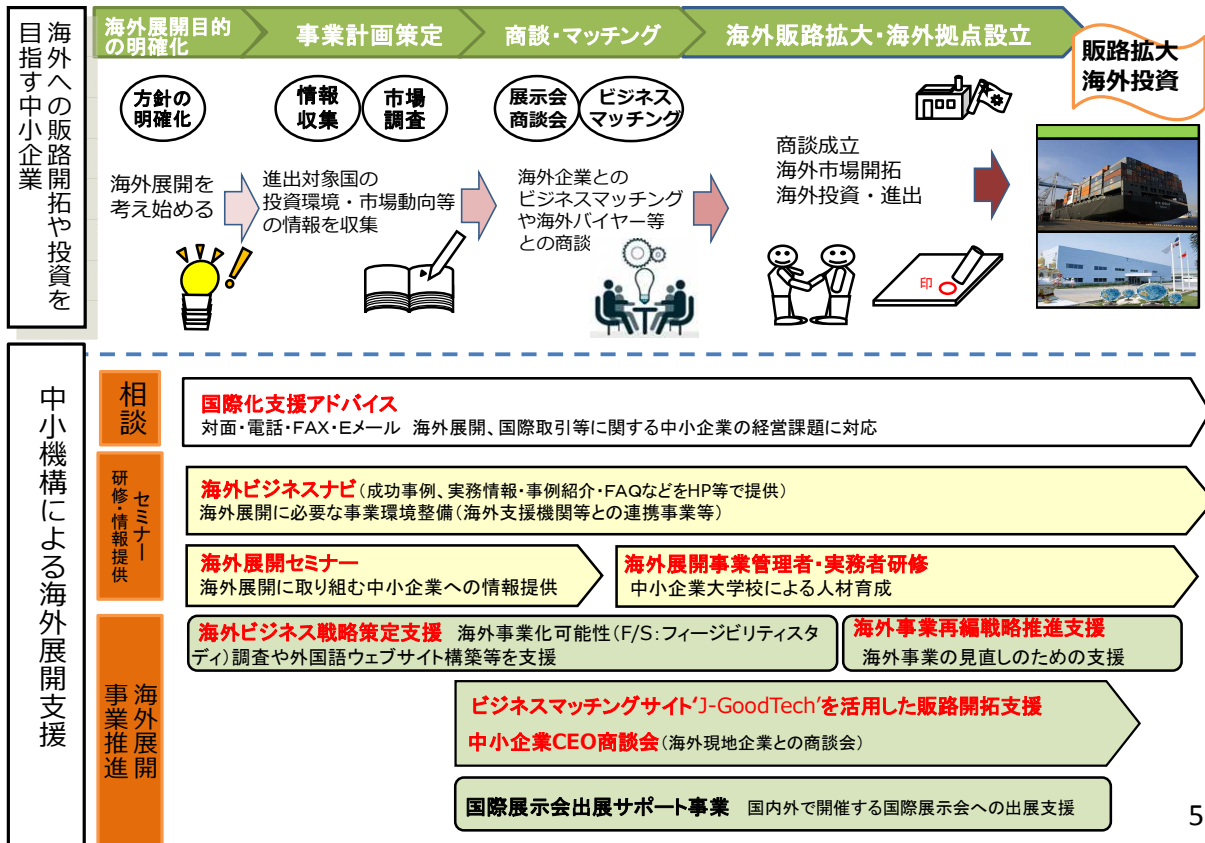 海外への販路開拓や投資を
目指す中小企業
海外展開目的
の明確化
事業計画策定
商談・マッチング
海外販路拡大・海外拠点設立
販路拡大
海外投資
方針の
明確化
情報
収集
市場
調査
展示会
商談会
ビジネス
マッチング
海外展開を
考え始める
進出対象国の
投資環境・市場動向等
の情報を収集
海外企業との
ビジネスマッチング
や海外バイヤー等
との商談
商談成立
海外市場開拓
海外投資・進出
印
中小機構による海外展開支援
相談
国際化支援アドバイス
対面・電話・FAX・Eメール 海外展開、国際取引等に関する中小企業の経営課題に対応
セミナー
研修・情報提供
海外ビジネスナビ(成功事例、実務情報・事例紹介・FAQなどをHP等で提供)
海外展開に必要な事業環境整備(海外支援機関等との連携事業等)
海外展開セミナー
海外展開に取り組む中小企業への情報提供
海外展開事業管理者・実務者研修
中小企業大学校による人材育成
海外展開
事業推進
海外ビジネス戦略策定支援 海外事業化可能性(F/S:フィージビリティスタ
ディ)調査や外国語ウェブサイト構築等を支援
海外事業再編戦略推進支援
海外事業の見直しのための支援
ビジネスマッチングサイト‘J-GoodTech’を活用した販路開拓支援
中小企業CEO商談会(海外現地企業との商談会)
国際展示会出展サポート事業 国内外で開催する国際展示会への出展支援
5